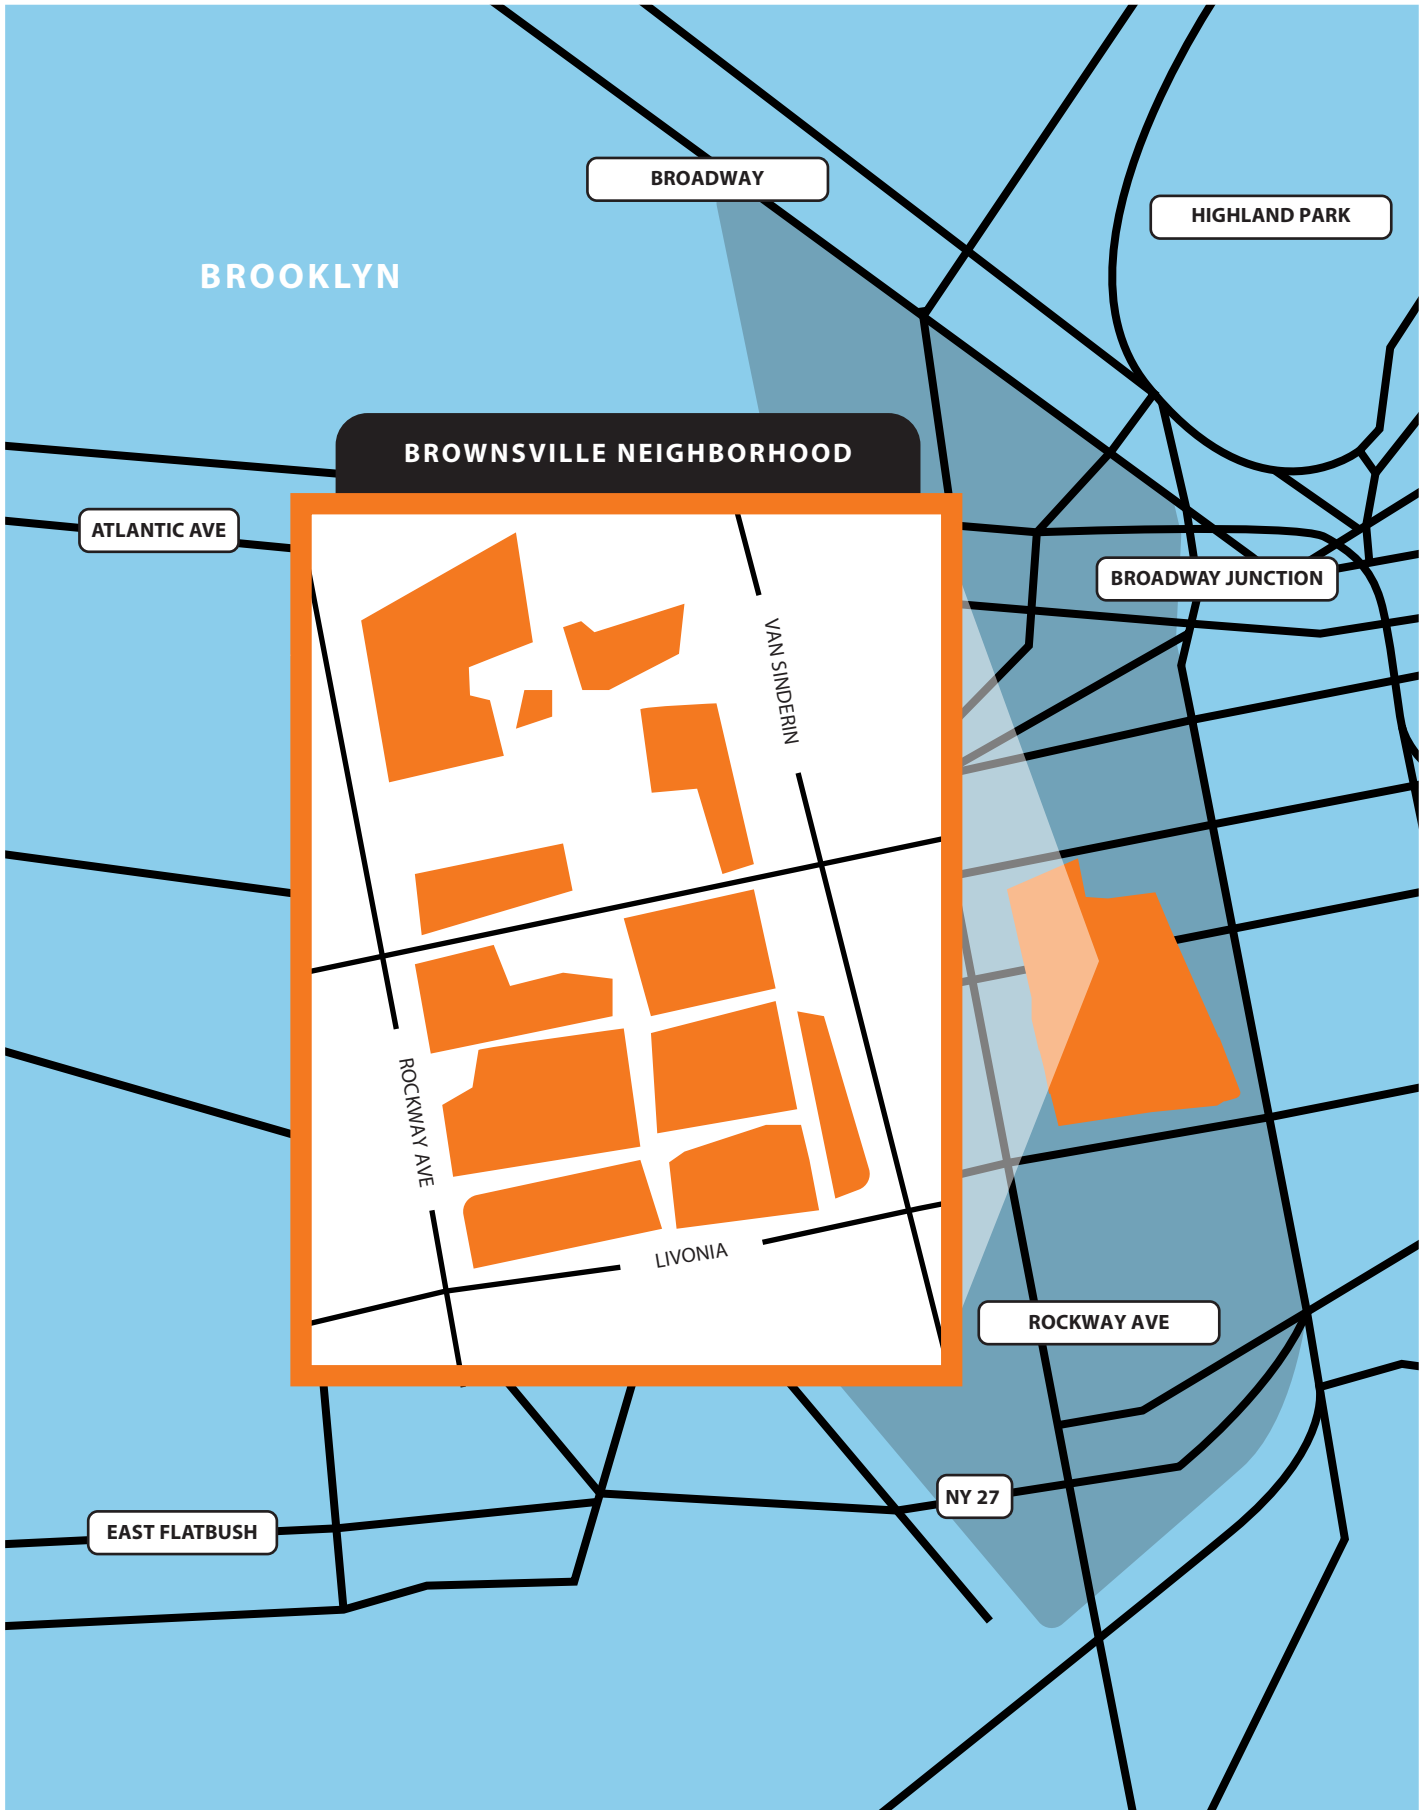 BROADWAY
HIGHLAND PARK
BROOKLYN
BROWNSVILLE NEIGHBORHOOD
ATLANTIC AVE
BROADWAY JUNCTION
VAN SINDERIN
ROCKWAY AVE
LIVONIA
ROCKWAY AVE
NY 27
EAST FLATBUSH